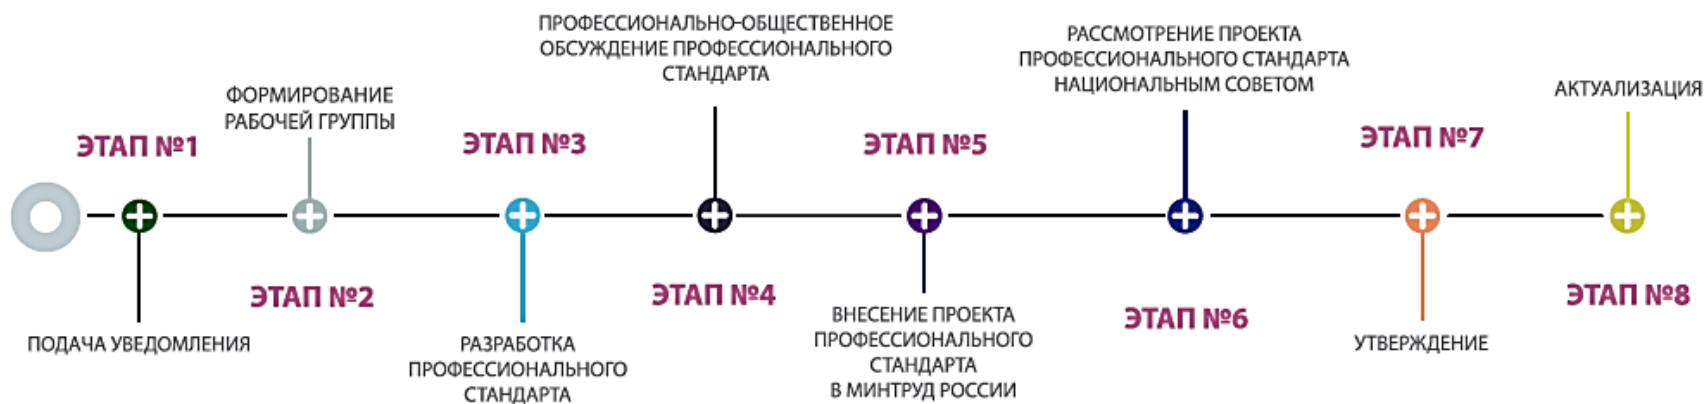 ЭТАП №1
ПОДАЧА УВЕДОМЛЕНИЯ
ФОРМИРОВАНИЕ
РАБОЧЕЙ ГРУППЫ
ЭТАП №2
ЭТАП №3
РАЗРАБОТКА
ПРОФЕССИОНАЛЬНОГО
СТАНДАРТА
ПРОФЕССИОНАЛЬНО-ОБЩЕСТВЕННОЕ
ОБСУЖДЕНИЕ ПРОФЕССИОНАЛЬНОГО
СТАНДАРТА
ЭТАП №4
ЭТАП №5
ВНЕСЕНИЕ ПРОЕКТА
ПРОФЕССИОНАЛЬНОГО
СТАНДАРТА
В МИНТРУД РОССИИ
РАССМОТРЕНИЕ ПРОЕКТА
ПРОФЕССИОНАЛЬНОГО СТАНДАРТА
НАЦИОНАЛЬНЫМ СОВЕТОМ
ЭТАП №6
ЭТАП №7
УТВЕРЖДЕНИЕ
АКТУАЛИЗАЦИЯ
ЭТАП №8